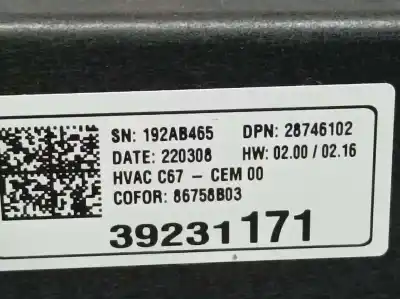 SN: 192AB465 DPN: 28746102
DATE: 220308 HW: 02.00 / 02.16
HVAC C67 - CEM 00
COFOR: 86758B03
39231171